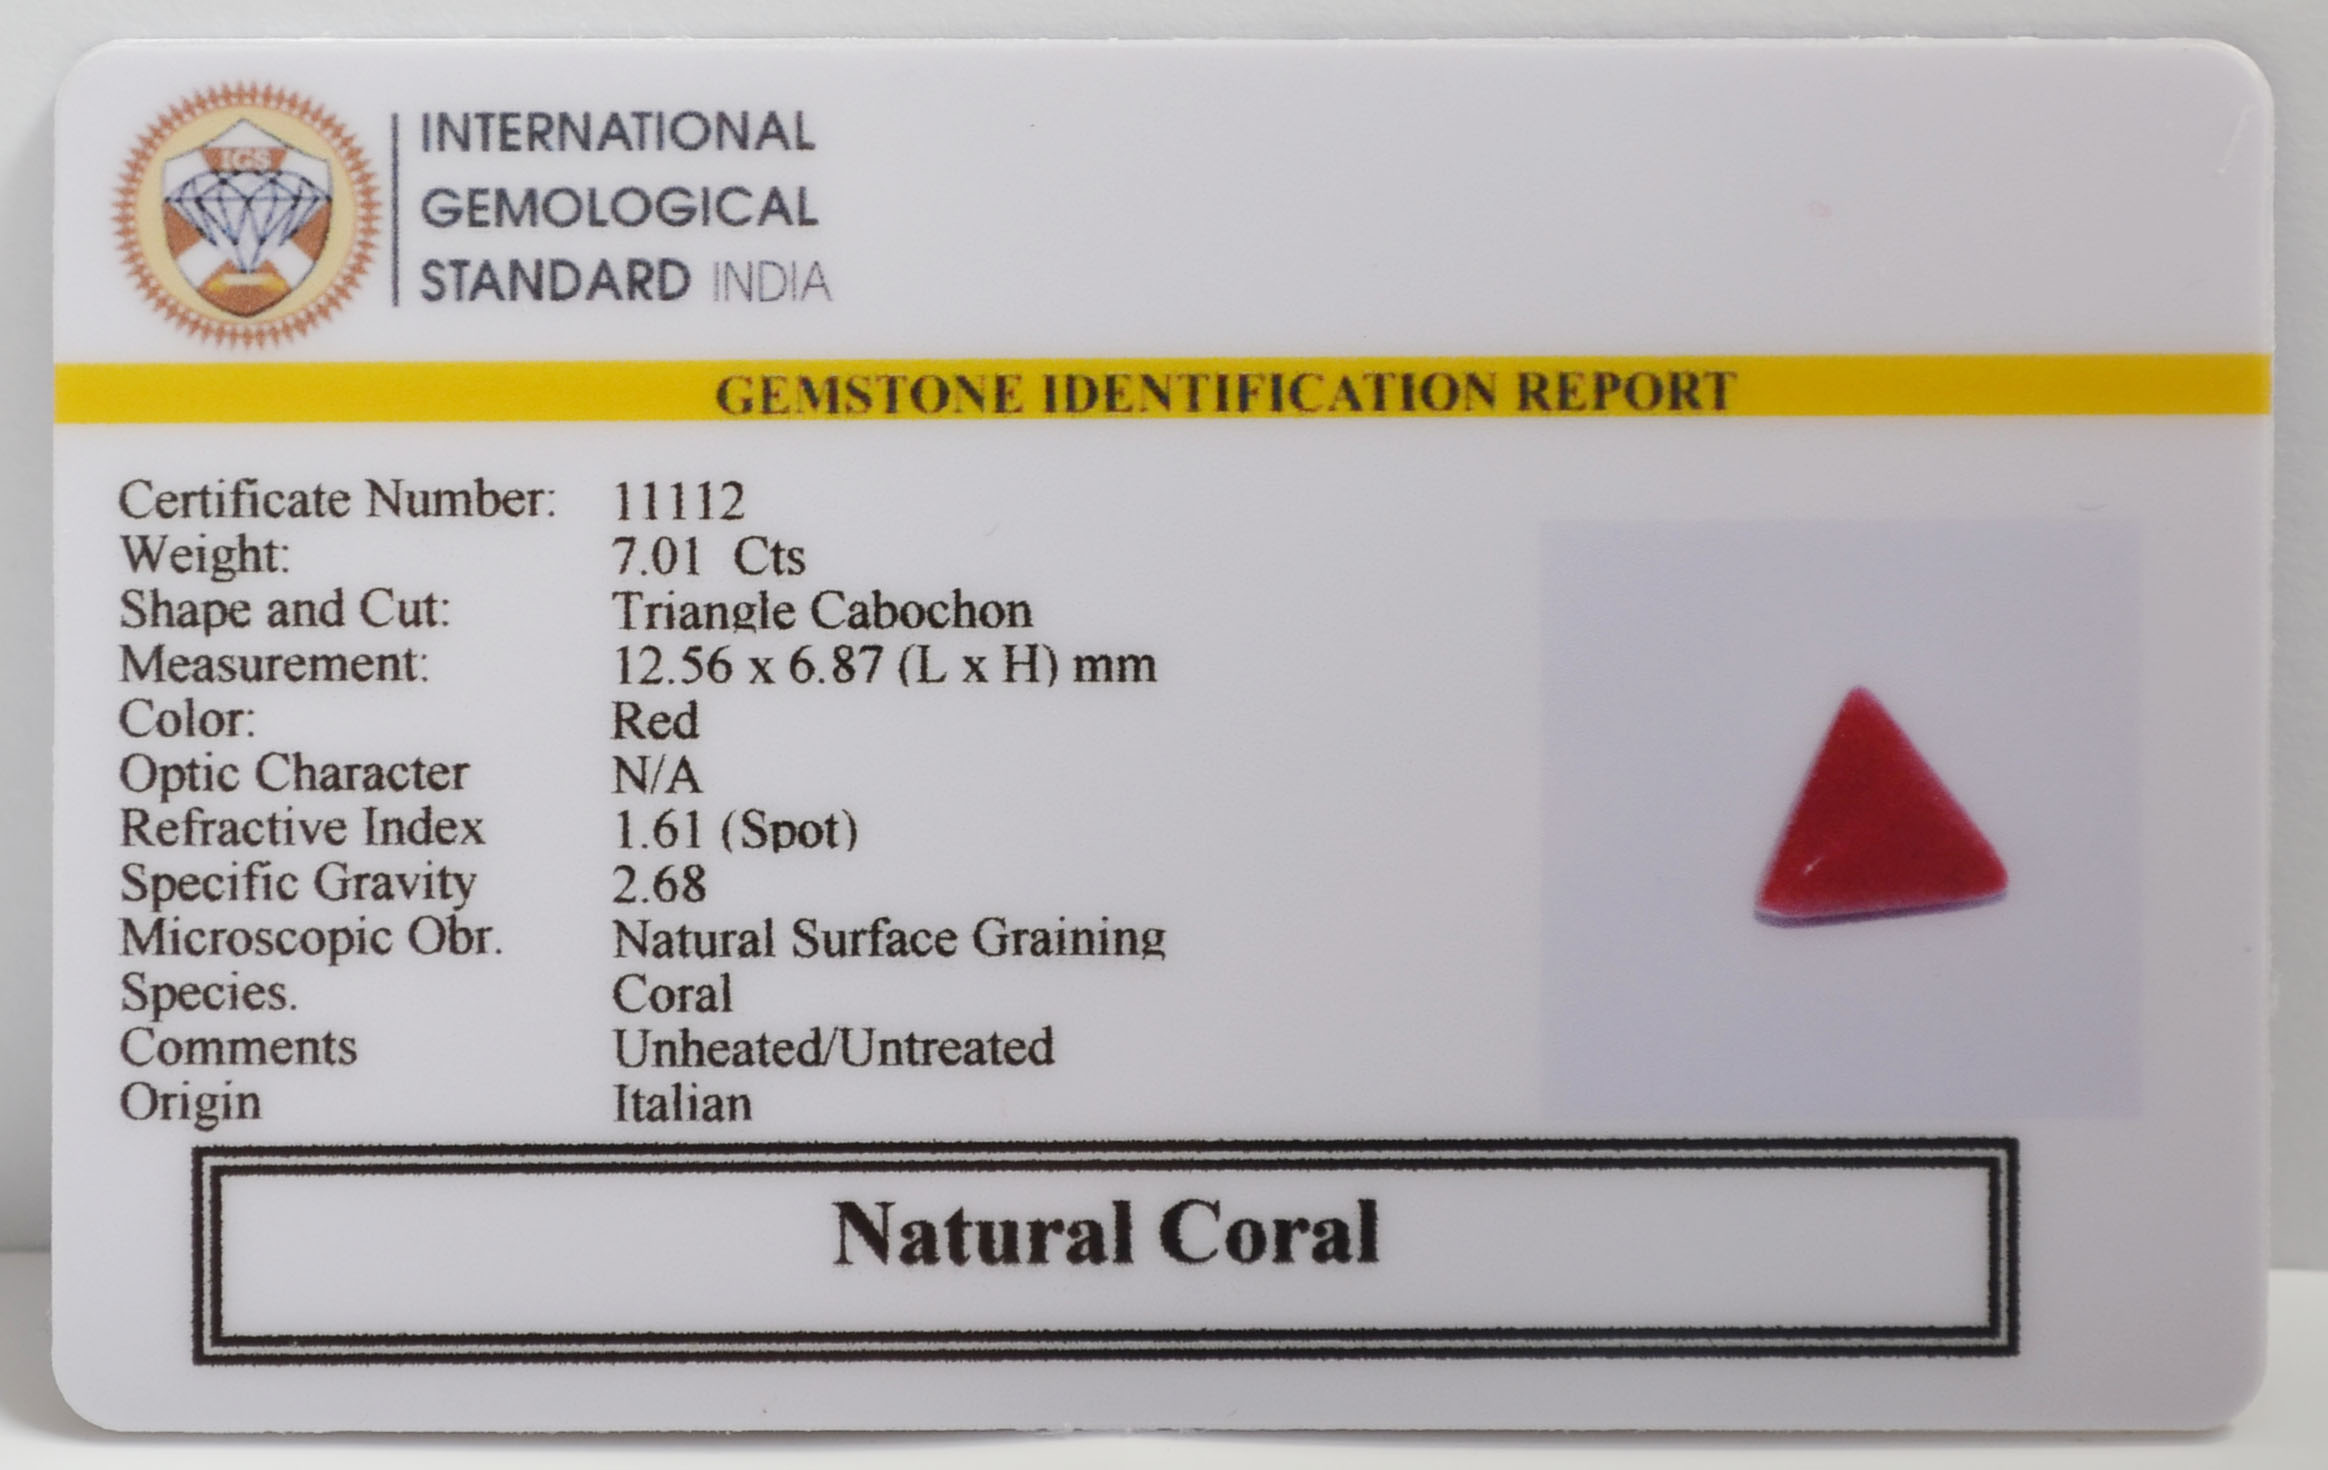 IGS
INTERNATIONAL
GEMOLOGICAL
STANDARD INDIA
GEMSTONE IDENTIFICATION REPORT
Certificate Number: 11112
Weight: 7.01 Cts
Shape and Cut: Triangle Cabochon
Measurement: 12.56 x 6.87 (L x H) mm
Color: Red
Optic Character N/A
Refractive Index 1.61 (Spot)
Specific Gravity 2.68
Microscopic Obr. Natural Surface Graining
Species. Coral
Comments Unheated/Untreated
Origin Italian
Natural Coral